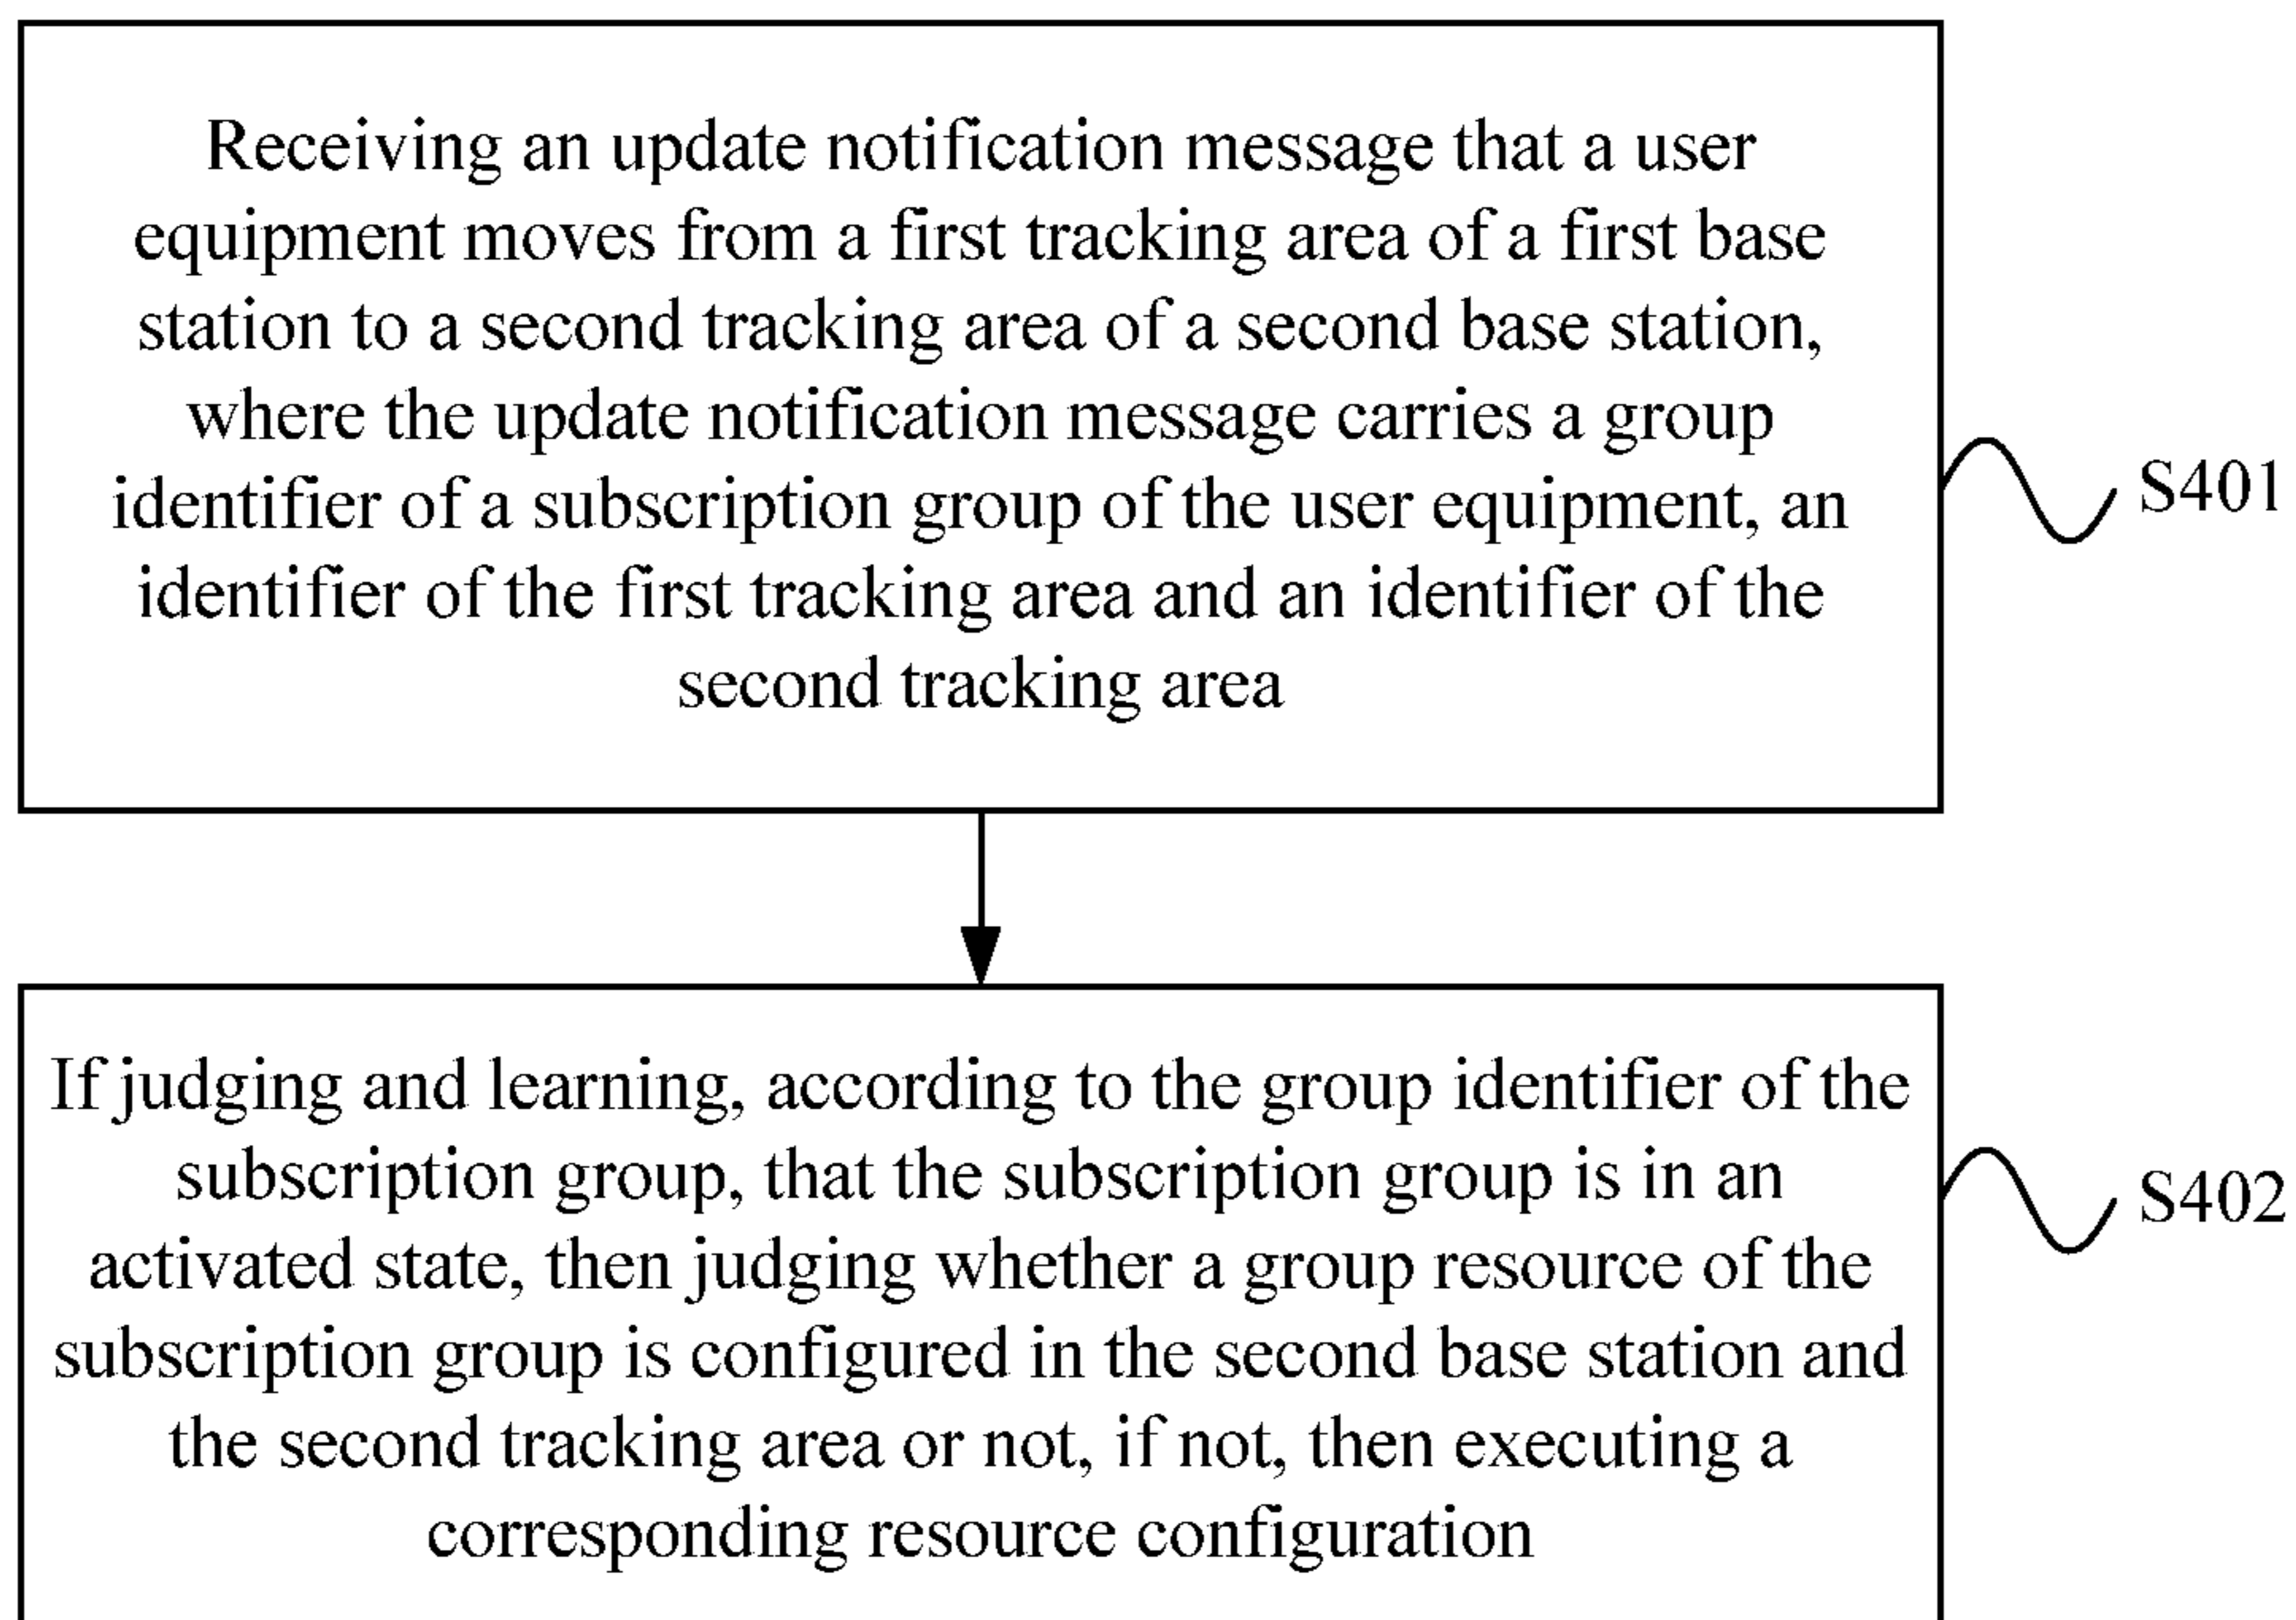 Receiving an update notification message that a user
equipment moves from a first tracking area of a first base
station to a second tracking area of a second base station,
where the update notification message carries a group
identifier of a subscription group of the user equipment, an
identifier of the first tracking area and an identifier of the
second tracking area
S401
If judging and learning, according to the group identifier of the
subscription group, that the subscription group is in an
activated state, then judging whether a group resource of the
subscription group is configured in the second base station and
the second tracking area or not, if not, then executing a
corresponding resource configuration
S402